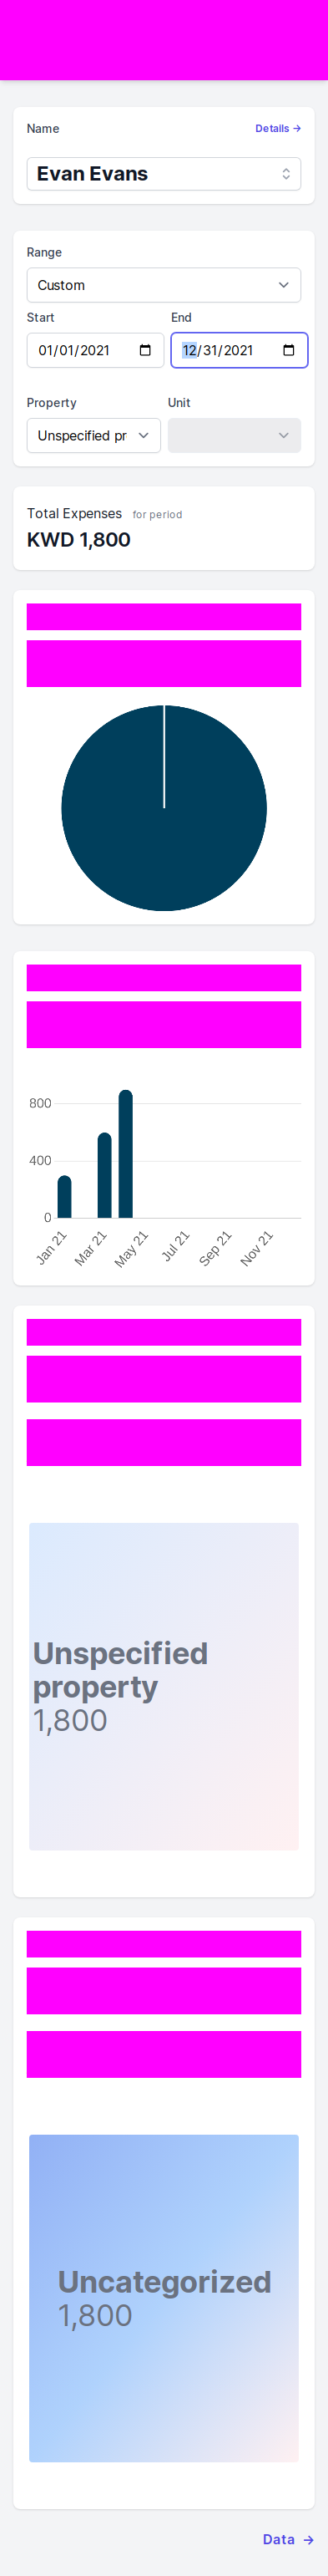 Name Details →
Evan Evans
Range
Custom
Start End
01/01/2021 12/31/2021
Property Unit
Unspecified pr
Total Expenses for period
KWD 1,800
800
400
0
Jan 21 Mar 21 May 21 Jul 21 Sep 21 Nov 21
Unspecified
property
1,800
Uncategorized
1,800
Data →